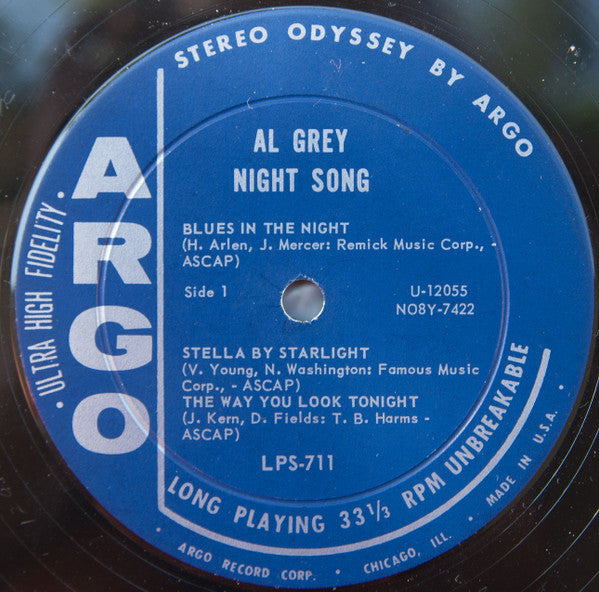 STEREO ODYSSEY BY ARGO
AL GREY
NIGHT SONG
BLUES IN THE NIGHT
(H. Arlen, J. Mercer: Remick Music Corp., -
ASCAP)
Side 1
U-12055
NO8Y-7422
STELLA BY STARLIGHT
(V. Young, N. Washington: Famous Music
Corp., - ASCAP)
THE WAY YOU LOOK TONIGHT
(J. Kern, D. Fields: T. B. Harms -
ASCAP)
LPS-711
ARGO
• ULTRA HIGH FIDELITY •
LONG PLAYING 33 1/3 RPM UNBREAKABLE
• ARGO RECORD CORP. • CHICAGO, ILL. • MADE IN U.S.A. •